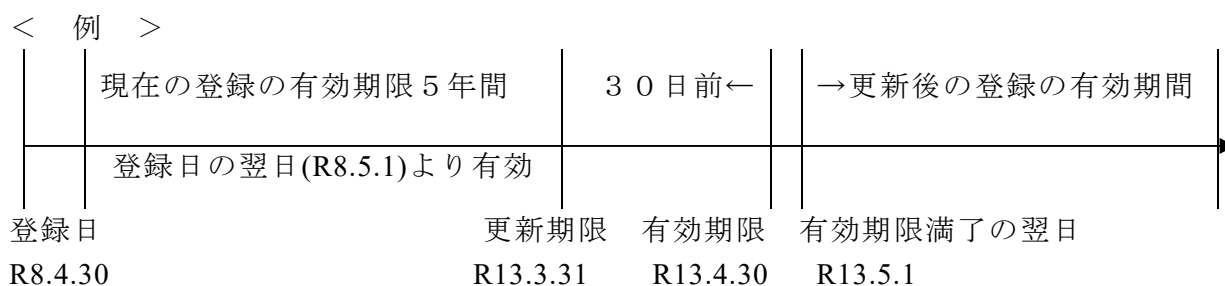 ＜　例　＞
現在の登録の有効期限５年間　３０日前←　→更新後の登録の有効期間
登録日の翌日(R8.5.1)より有効
登録日　更新期限　有効期限　有効期限満了の翌日
R8.4.30　R13.3.31　R13.4.30　R13.5.1